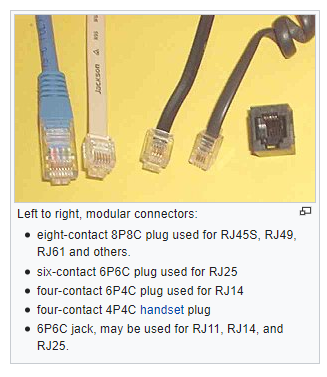 Jackson
Left to right, modular connectors:
eight-contact 8P8C plug used for RJ45S, RJ49,
RJ61 and others.
six-contact 6P6C plug used for RJ25
four-contact 6P4C plug used for RJ14
four-contact 4P4C handset plug
6P6C jack, may be used for RJ11, RJ14, and
RJ25.